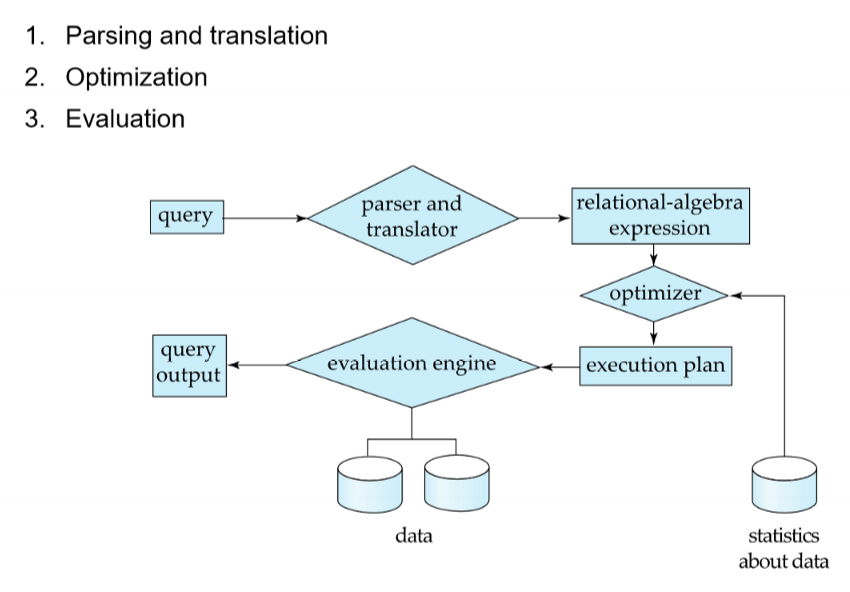 1. Parsing and translation
2. Optimization
3. Evaluation
query
parser and
translator
relational-algebra
expression
optimizer
query
output
evaluation engine
execution plan
data
statistics
about data